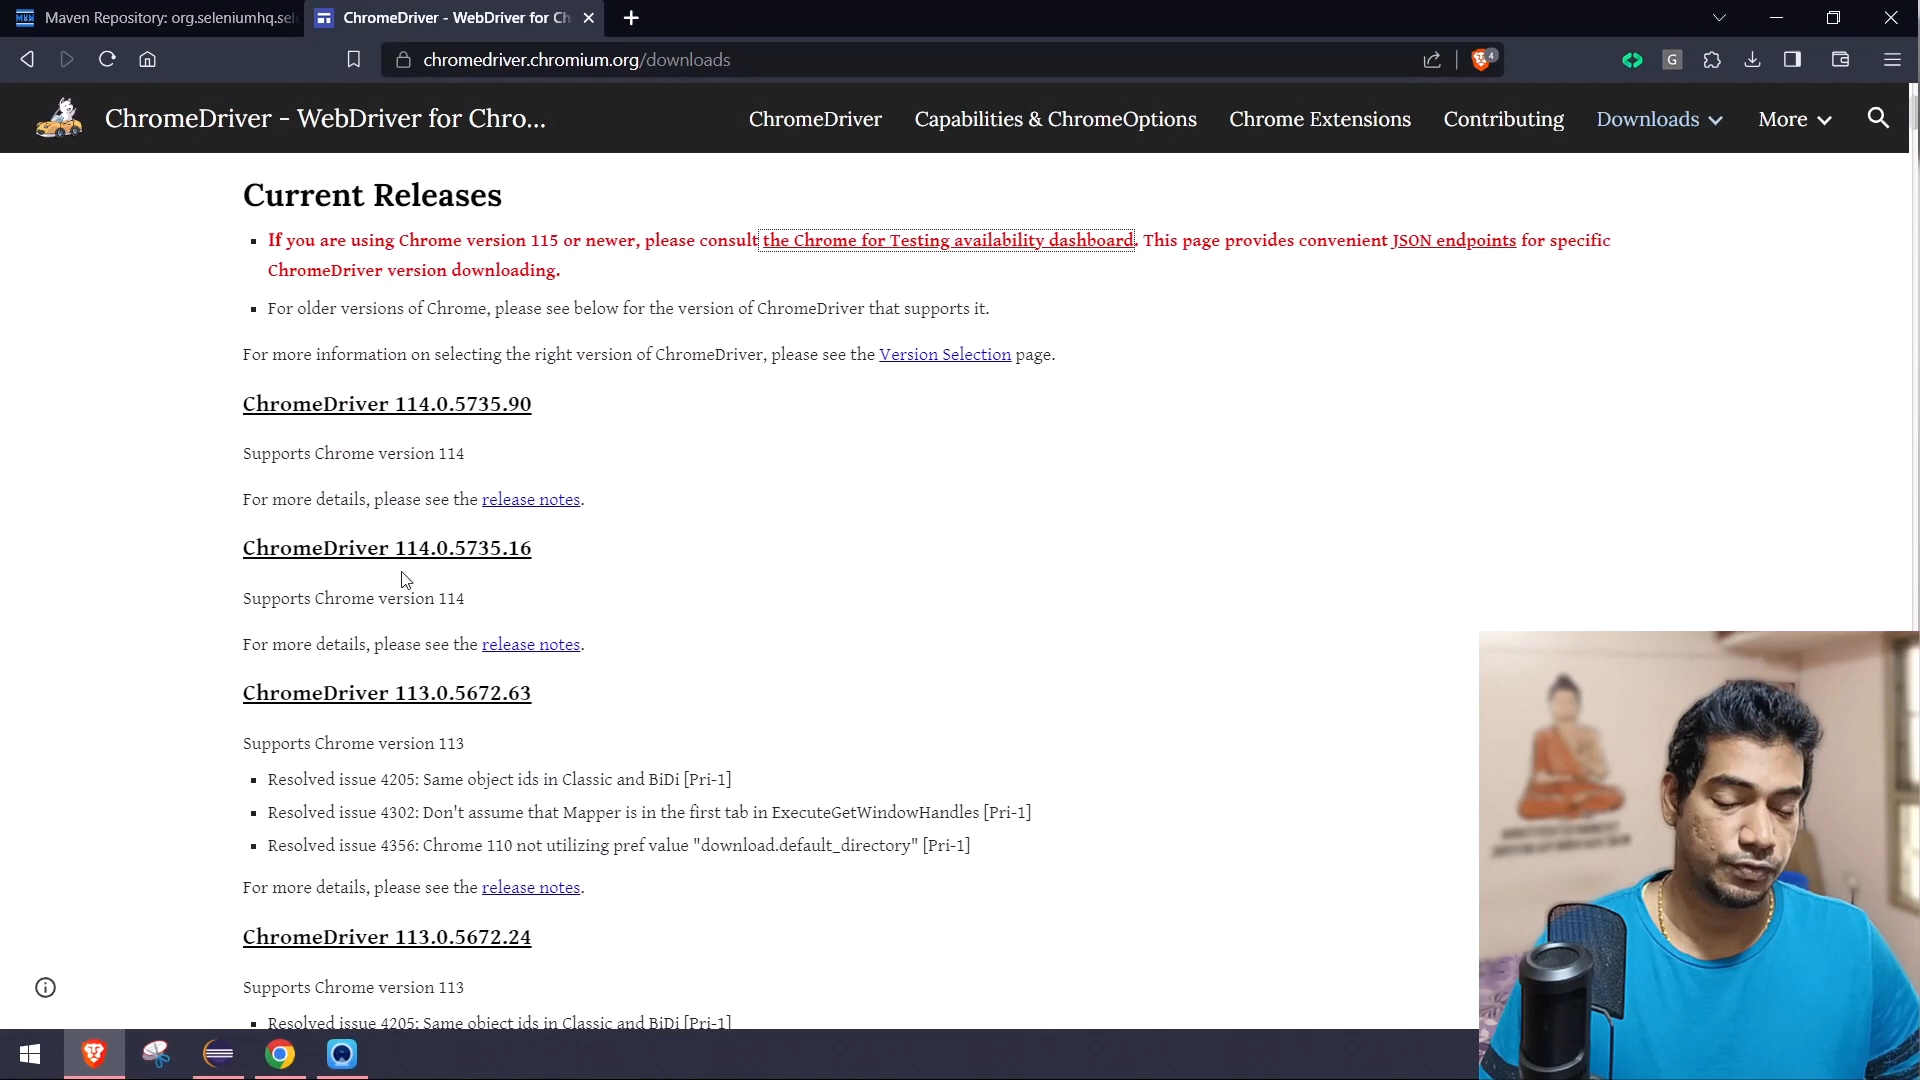 Maven Repository: org.seleniumhq.sel
ChromeDriver - WebDriver for Ch
chromedriver.chromium.org/downloads
4
G
ChromeDriver - WebDriver for Chro...
ChromeDriver
Capabilities & ChromeOptions
Chrome Extensions
Contributing
Downloads
More
Current Releases
If you are using Chrome version 115 or newer, please consult the Chrome for Testing availability dashboard. This page provides convenient JSON endpoints for specific
ChromeDriver version downloading.
For older versions of Chrome, please see below for the version of ChromeDriver that supports it.
For more information on selecting the right version of ChromeDriver, please see the Version Selection page.
ChromeDriver 114.0.5735.90
Supports Chrome version 114
For more details, please see the release notes.
ChromeDriver 114.0.5735.16
Supports Chrome version 114
For more details, please see the release notes.
ChromeDriver 113.0.5672.63
Supports Chrome version 113
Resolved issue 4205: Same object ids in Classic and BiDi [Pri-1]
Resolved issue 4302: Don't assume that Mapper is in the first tab in ExecuteGetWindowHandles [Pri-1]
Resolved issue 4356: Chrome 110 not utilizing pref value "download.default_directory" [Pri-1]
For more details, please see the release notes.
ChromeDriver 113.0.5672.24
Supports Chrome version 113
Resolved issue 4205: Same object ids in Classic and BiDi [Pri-1]